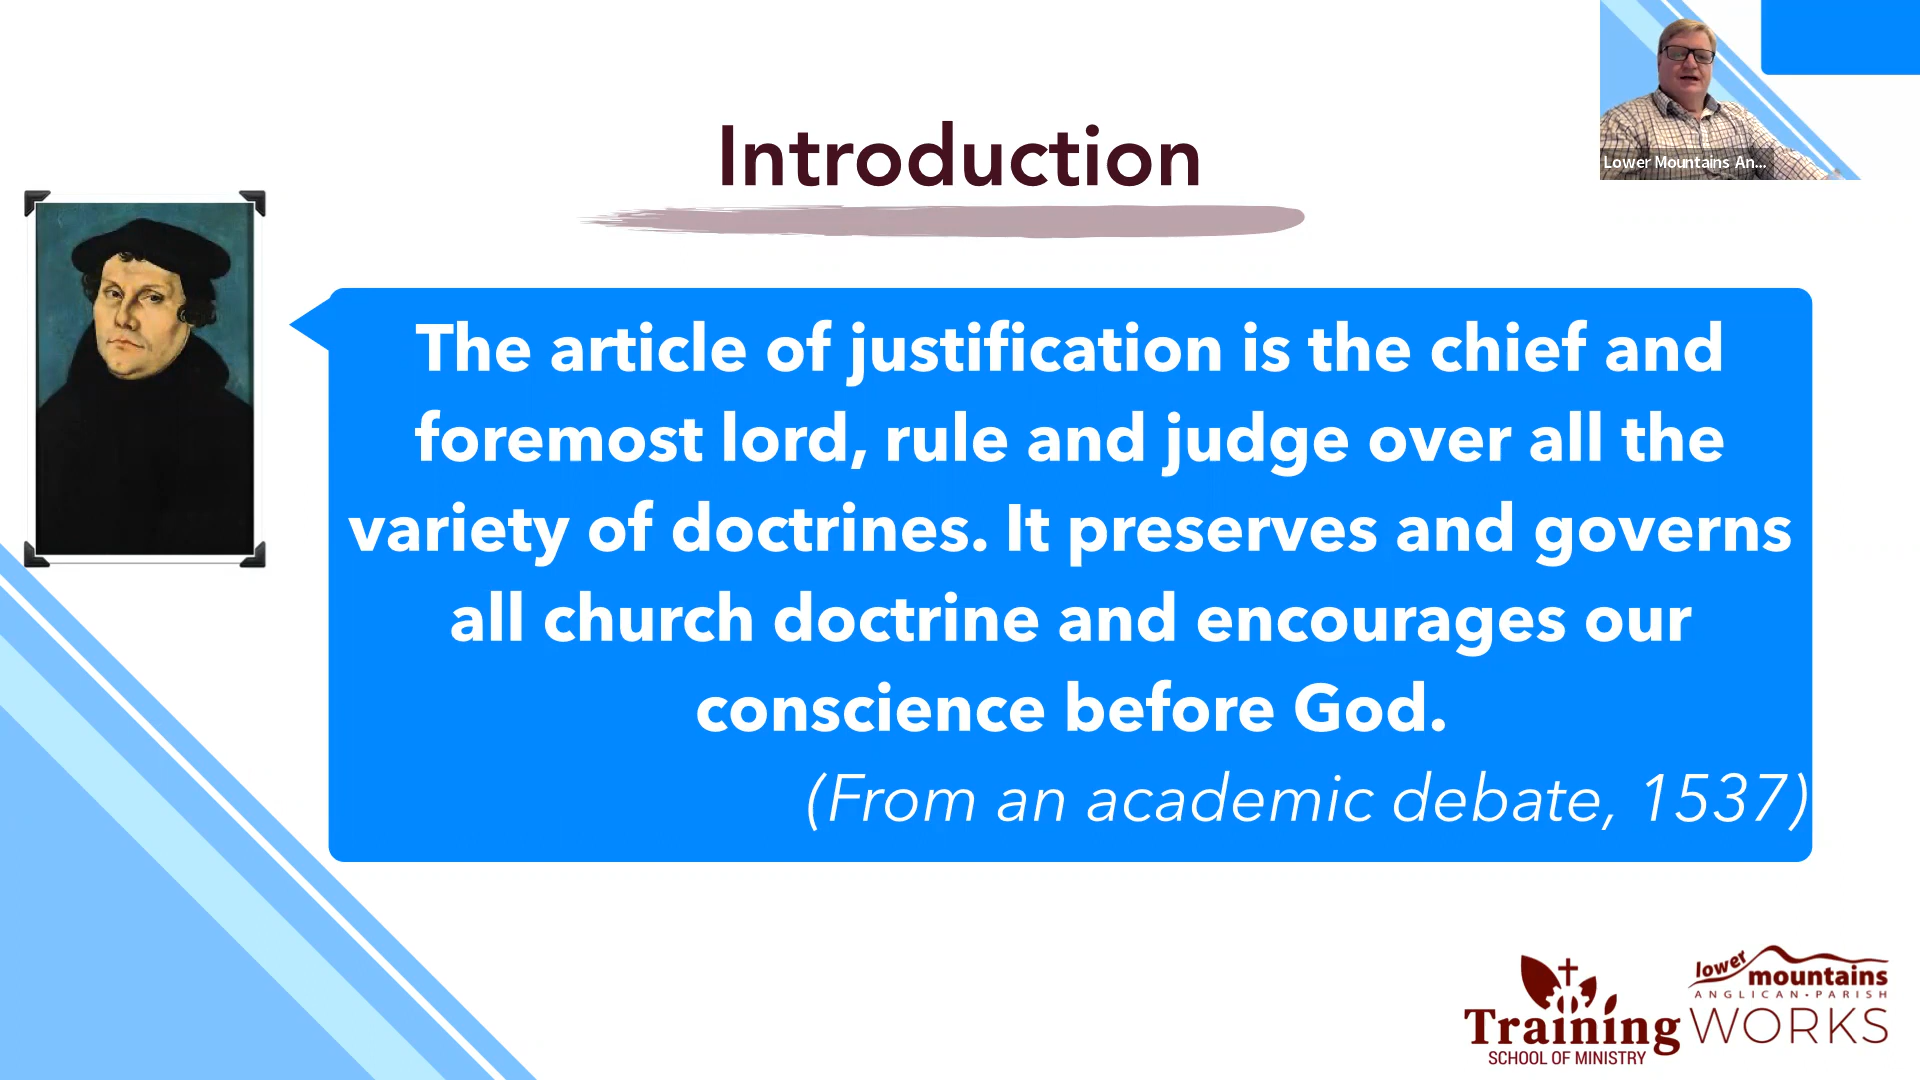 Lower Mountains An...
Introduction
The article of justification is the chief and
foremost lord, rule and judge over all the
variety of doctrines. It preserves and governs
all church doctrine and encourages our
conscience before God.
(From an academic debate, 1537)
Training
SCHOOL OF MINISTRY
lower
mountains
ANGLICAN•PARISH
WORKS